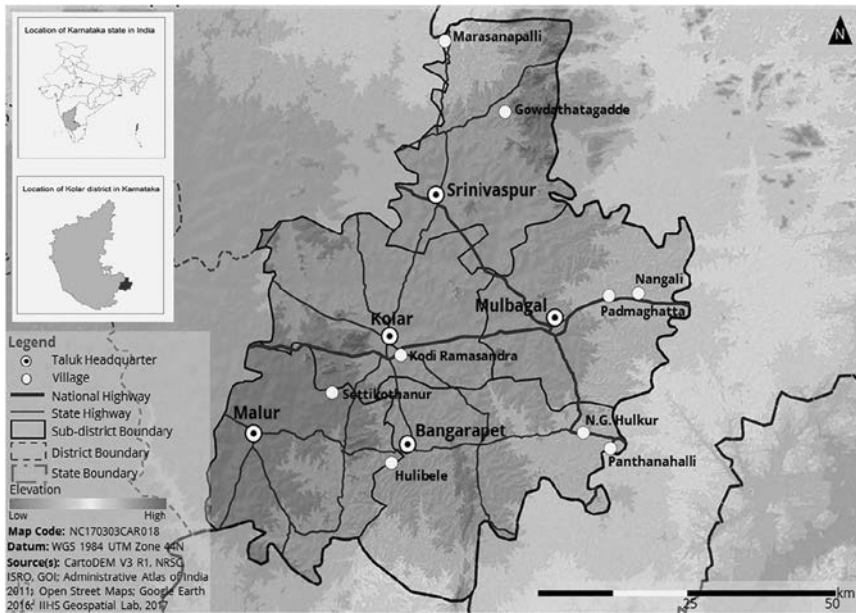 Location of Karnataka state in India
Location of Kolar district in Karnataka
N
Marasanapalli
Gowdathatagadde
Srinivaspur
Nangali
Mulbagal
Padmaghatta
Kolar
Kodi Ramasandra
Settikothanur
Malur
N.G. Hulkur
Bangarapet
Panthanahalli
Hulibele
Legend
Taluk Headquarter
Village
National Highway
State Highway
Sub-district Boundary
District Boundary
State Boundary
Elevation
Low High
Map Code: NC170303CAR018
Datum: WGS 1984 UTM Zone 44N
Source(s): CartoDEM V3 R1, NRSC,
ISRO, GOI; Administrative Atlas of India
2011; Open Street Maps; Google Earth
2016; IIHS Geospatial Lab, 2017
25 50
km